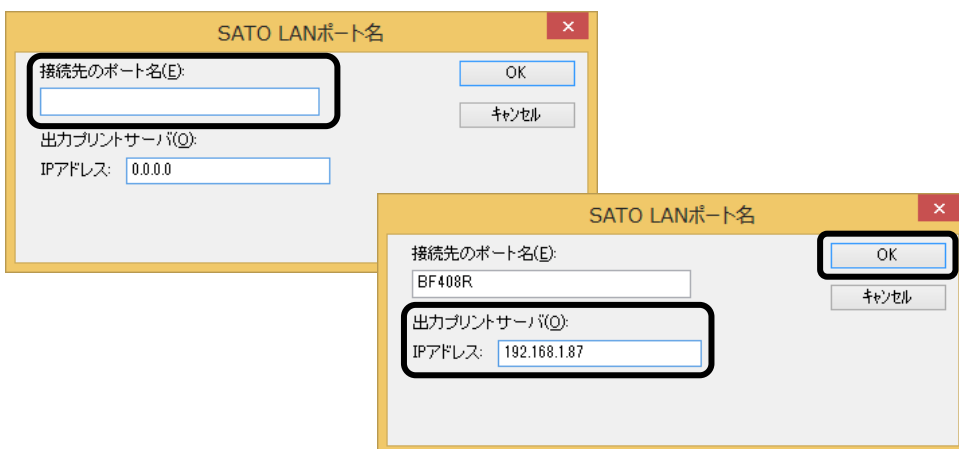 SATO LANポート名
接続先のポート名(E):
OK
キャンセル
出力プリントサーバ(O):
IPアドレス: 0.0.0.0
SATO LANポート名
接続先のポート名(E):
OK
BF408R
キャンセル
出力プリントサーバ(O):
IPアドレス: 192.168.1.87